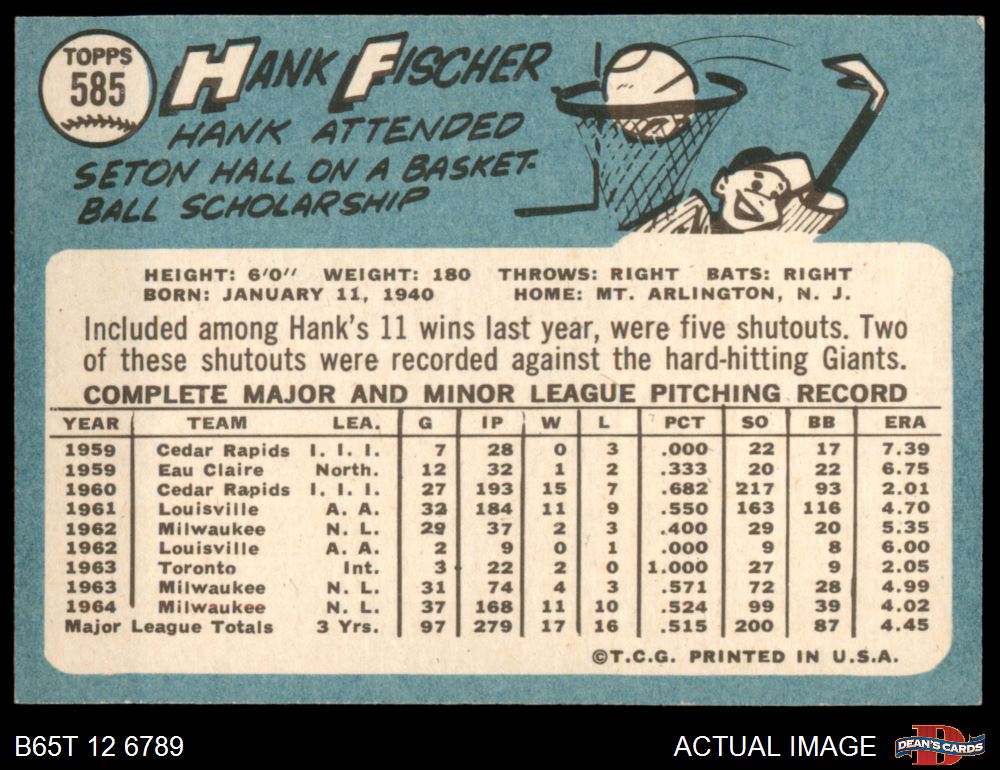 TOPPS
585
HANK FISCHER
HANK ATTENDED
SETON HALL ON A BASKET-
BALL SCHOLARSHIP
HEIGHT: 6'0" WEIGHT: 180 THROWS: RIGHT BATS: RIGHT
BORN: JANUARY 11, 1940 HOME: MT. ARLINGTON, N. J.
Included among Hank's 11 wins last year, were five shutouts. Two
of these shutouts were recorded against the hard-hitting Giants.
COMPLETE MAJOR AND MINOR LEAGUE PITCHING RECORD
YEAR TEAM LEA. G IP W L PCT SO BB ERA
1959 Cedar Rapids I. I. I. 7 28 0 3 .000 22 17 7.39
1959 Eau Claire North. 12 32 1 2 .333 20 22 6.75
1960 Cedar Rapids I. I. I. 27 193 15 7 .682 217 93 2.01
1961 Louisville A. A. 32 184 11 9 .550 163 116 4.70
1962 Milwaukee N. L. 29 37 2 3 .400 29 20 5.35
1962 Louisville A. A. 2 9 0 1 .000 9 8 6.00
1963 Toronto Int. 3 22 2 0 1.000 27 9 2.05
1963 Milwaukee N. L. 31 74 4 3 .571 72 28 4.99
1964 Milwaukee N. L. 37 168 11 10 .524 99 39 4.02
Major League Totals 3 Yrs. 97 279 17 16 .515 200 87 4.45
©T.C.G. PRINTED IN U.S.A.
B65T 12 6789
ACTUAL IMAGE
D
DEAN'S CARDS